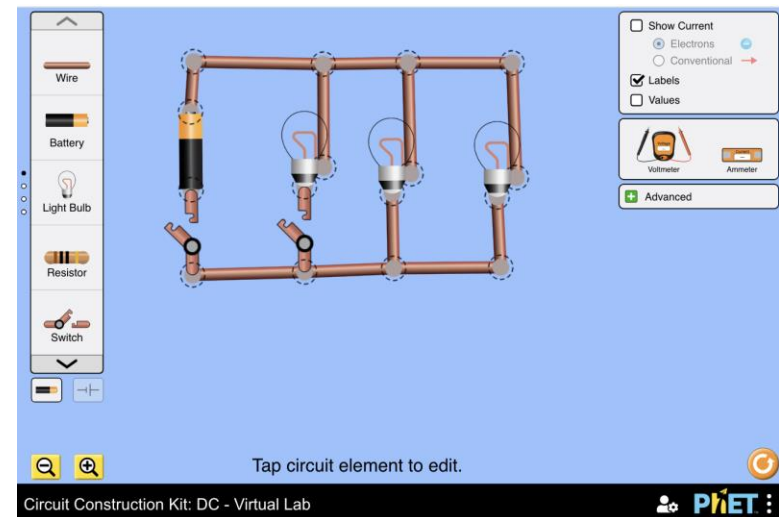 Wire
Battery
Light Bulb
Resistor
Switch
Show Current
Electrons
Conventional
Labels
Values
Voltmeter
Ammeter
Advanced
Tap circuit element to edit.
Circuit Construction Kit: DC - Virtual Lab
PhET